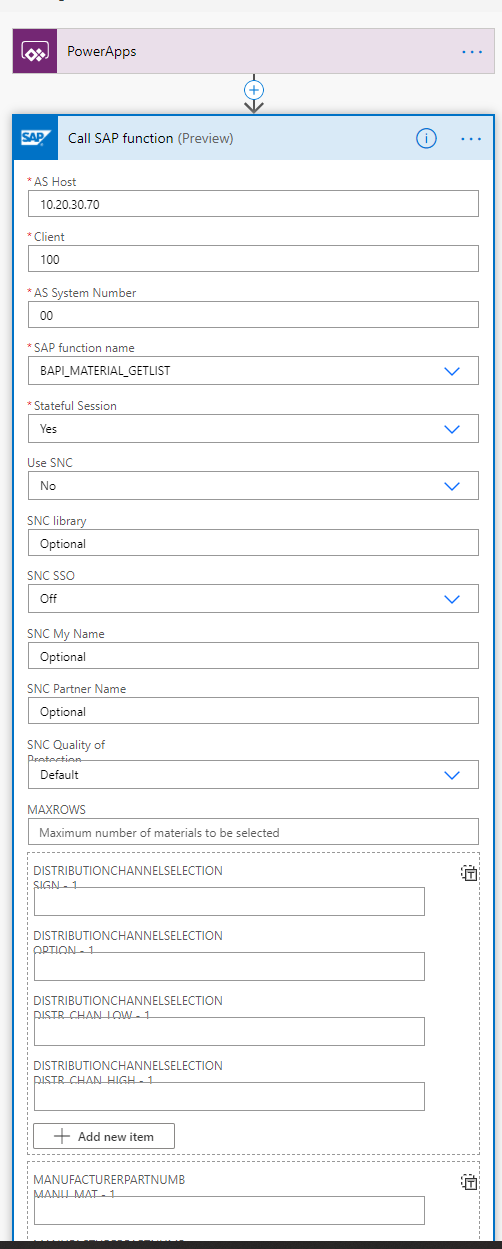 PowerApps
SAP
Call SAP function (Preview)
* AS Host
10.20.30.70
* Client
100
* AS System Number
00
* SAP function name
BAPI_MATERIAL_GETLIST
* Stateful Session
Yes
Use SNC
No
SNC library
Optional
SNC SSO
Off
SNC My Name
Optional
SNC Partner Name
Optional
SNC Quality of
Protection
Default
MAXROWS
Maximum number of materials to be selected
DISTRIBUTIONCHANNELSELECTION
SIGN - 1
DISTRIBUTIONCHANNELSELECTION
OPTION - 1
DISTRIBUTIONCHANNELSELECTION
DISTR_CHAN_LOW - 1
DISTRIBUTIONCHANNELSELECTION
DISTR_CHAN_HIGH - 1
Add new item
MANUFACTURERPARTNUMB
MANU_MAT - 1